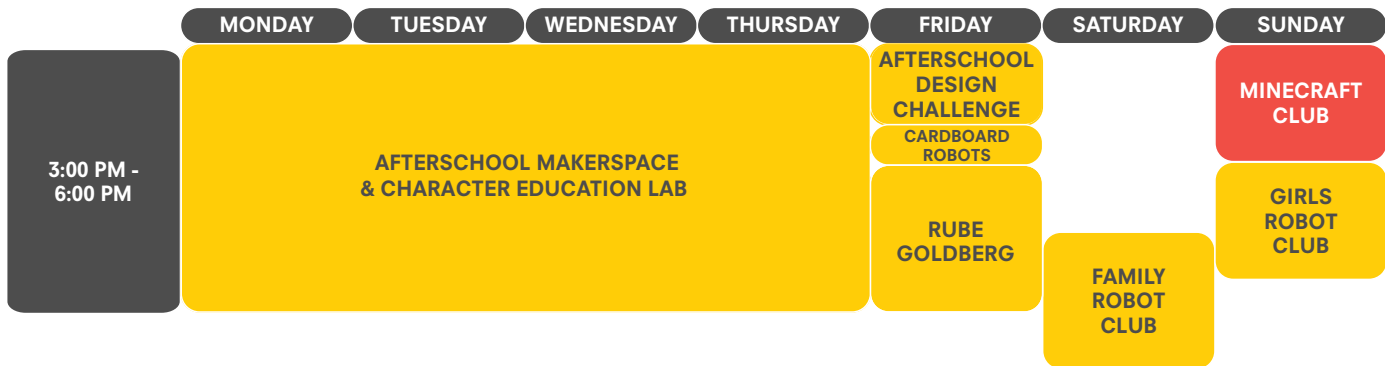 MONDAY
TUESDAY
WEDNESDAY
THURSDAY
FRIDAY
SATURDAY
SUNDAY
3:00 PM -
6:00 PM
AFTERSCHOOL MAKERSPACE
& CHARACTER EDUCATION LAB
AFTERSCHOOL
DESIGN
CHALLENGE
CARDBOARD
ROBOTS
RUBE
GOLDBERG
FAMILY
ROBOT
CLUB
MINECRAFT
CLUB
GIRLS
ROBOT
CLUB